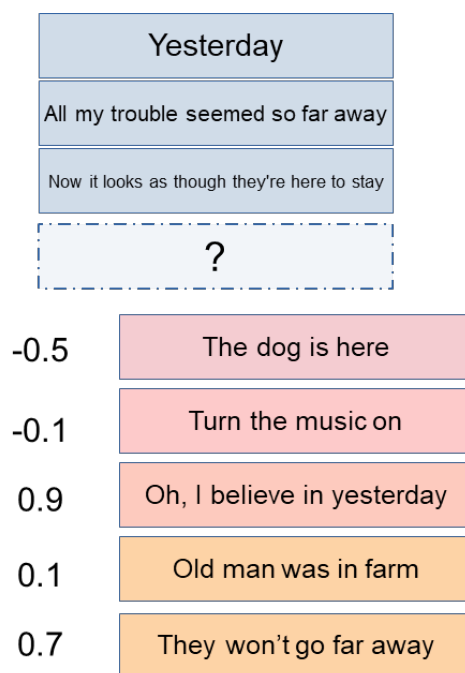 Yesterday
All my trouble seemed so far away
Now it looks as though they're here to stay
?
-0.5 The dog is here
-0.1 Turn the music on
0.9 Oh, I believe in yesterday
0.1 Old man was in farm
0.7 They won’t go far away